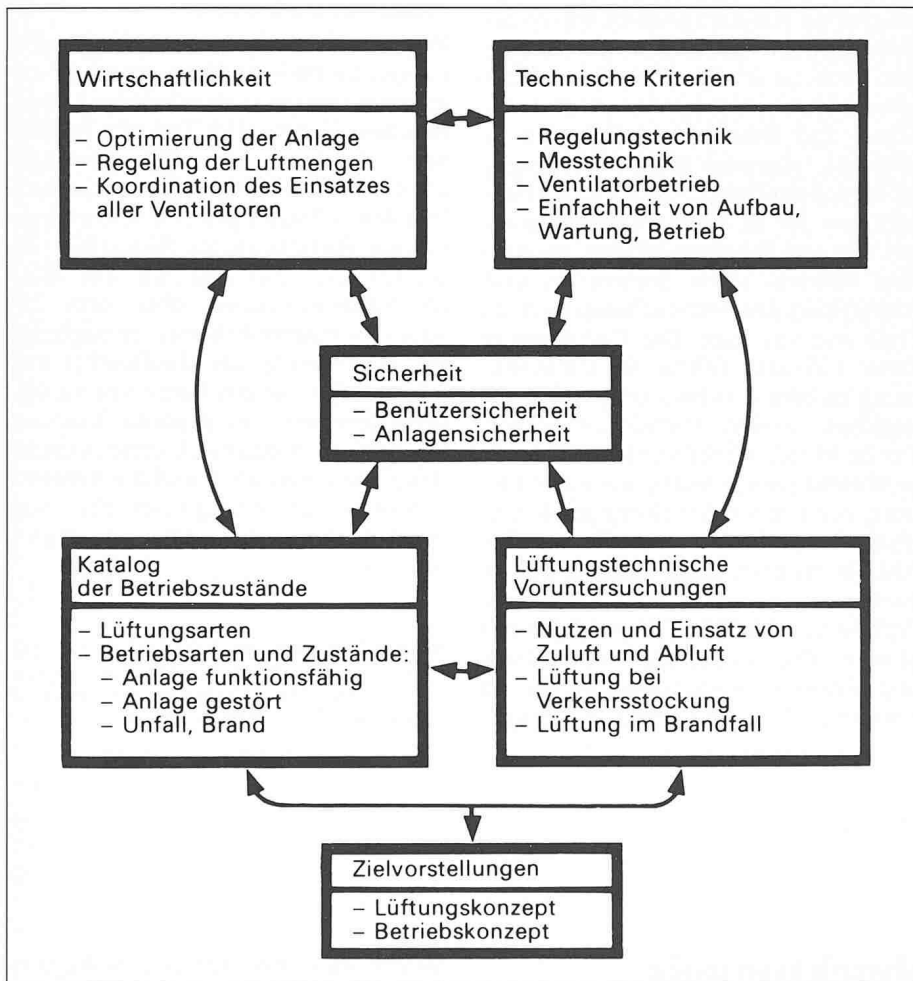 Wirtschaftlichkeit
– Optimierung der Anlage
– Regelung der Luftmengen
– Koordination des Einsatzes
aller Ventilatoren
Technische Kriterien
– Regelungstechnik
– Messtechnik
– Ventilatorbetrieb
– Einfachheit von Aufbau,
Wartung, Betrieb
Sicherheit
– Benützersicherheit
– Anlagensicherheit
Katalog
der Betriebszustände
– Lüftungsarten
– Betriebsarten und Zustände:
– Anlage funktionsfähig
– Anlage gestört
– Unfall, Brand
Lüftungstechnische
Voruntersuchungen
– Nutzen und Einsatz von
Zuluft und Abluft
– Lüftung bei
Verkehrsstockung
– Lüftung im Brandfall
Zielvorstellungen
– Lüftungskonzept
– Betriebskonzept